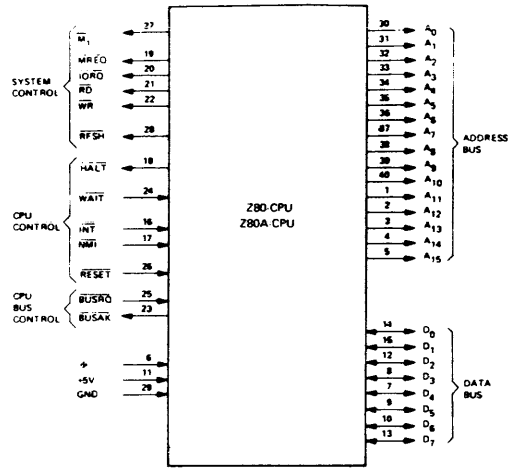 SYSTEM
CONTROL
M̅₁ 27
MREQ 19
IORQ 20
RD 21
WR 22
RFSH 28
CPU
CONTROL
HALT 18
WAIT 24
INT 16
NMI 17
RESET 26
CPU
BUS
CONTROL
BUSRQ 25
BUSAK 23
Φ 6
+5V 11
GND 29
Z80-CPU
Z80A-CPU
30 A₀
31 A₁
32 A₂
33 A₃
34 A₄
35 A₅
36 A₆
37 A₇
38 A₈
39 A₉
40 A₁₀
1 A₁₁
2 A₁₂
3 A₁₃
4 A₁₄
5 A₁₅
ADDRESS
BUS
14 D₀
15 D₁
12 D₂
8 D₃
7 D₄
9 D₅
10 D₆
13 D₇
DATA
BUS